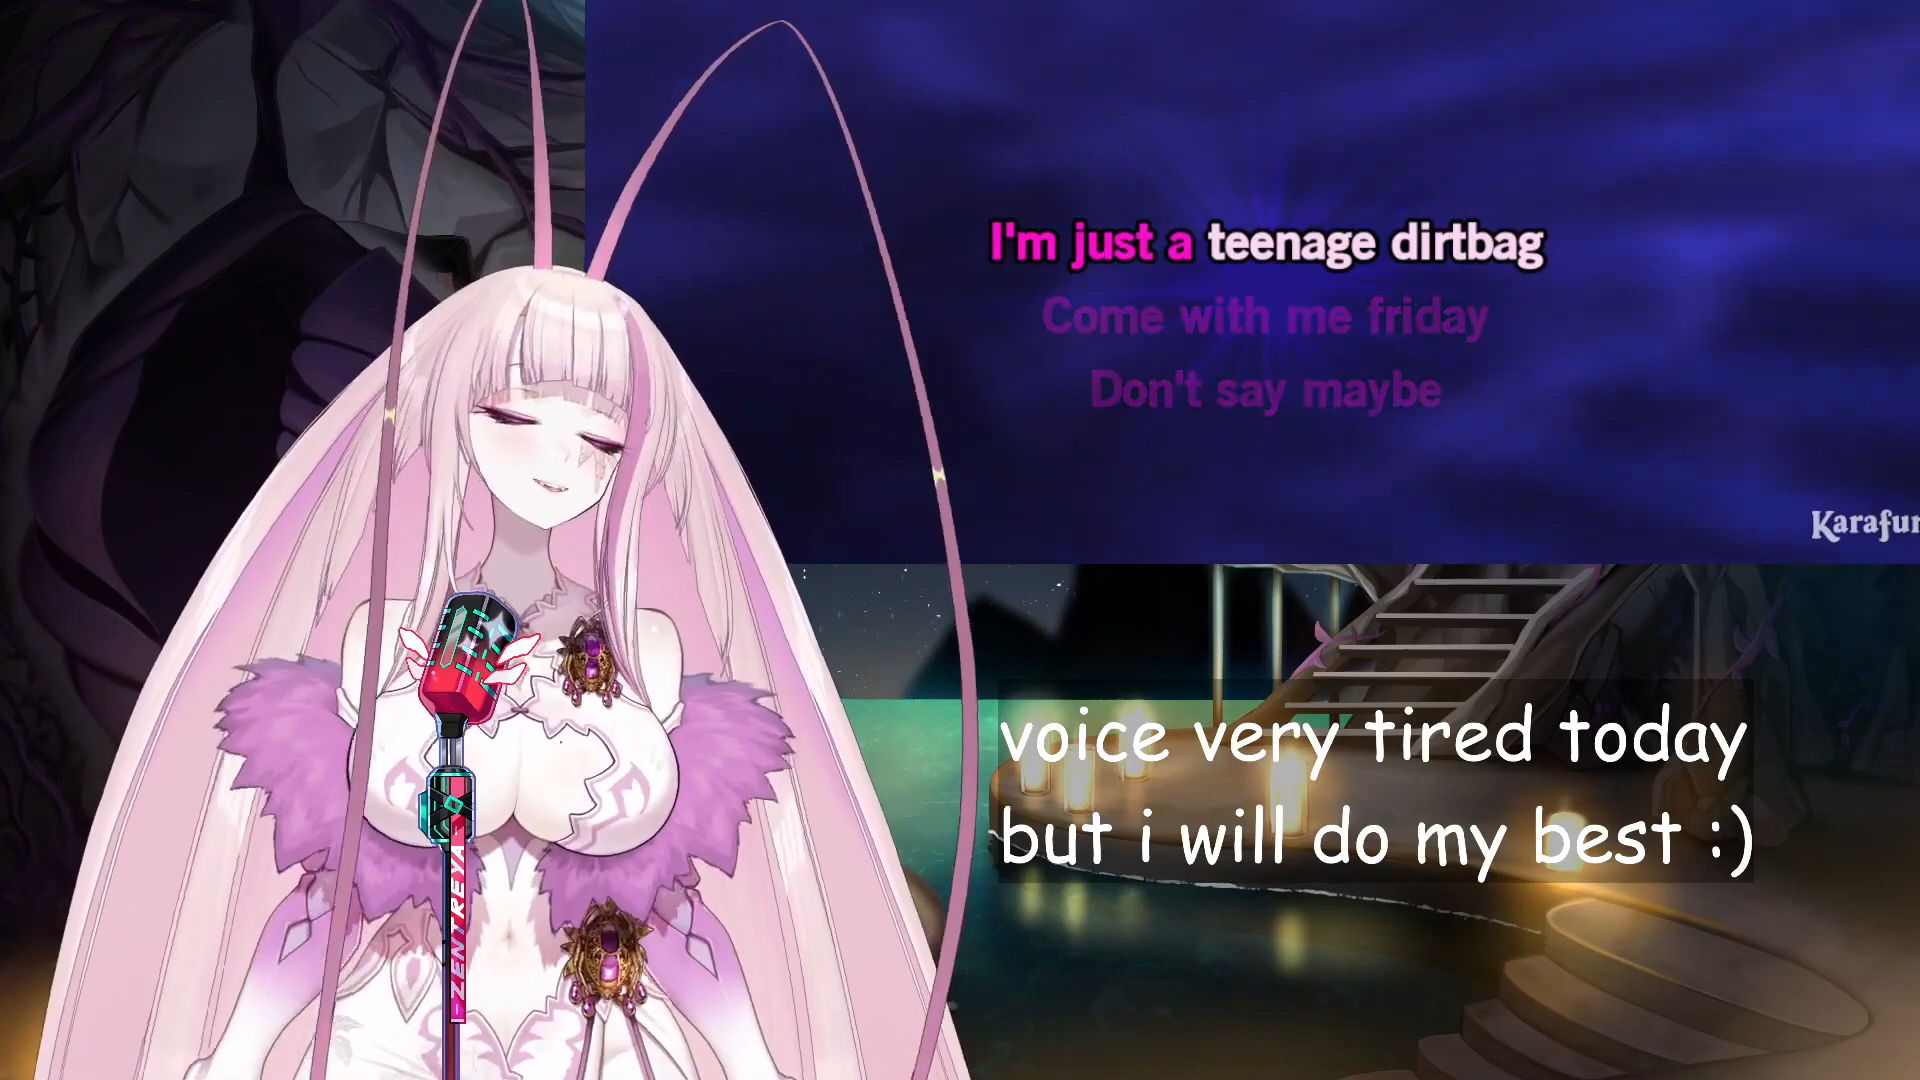 I'm just a teenage dirtbag
Come with me friday
Don't say maybe
Karafun
voice very tired today
but i will do my best :)
-ZENTREYA-